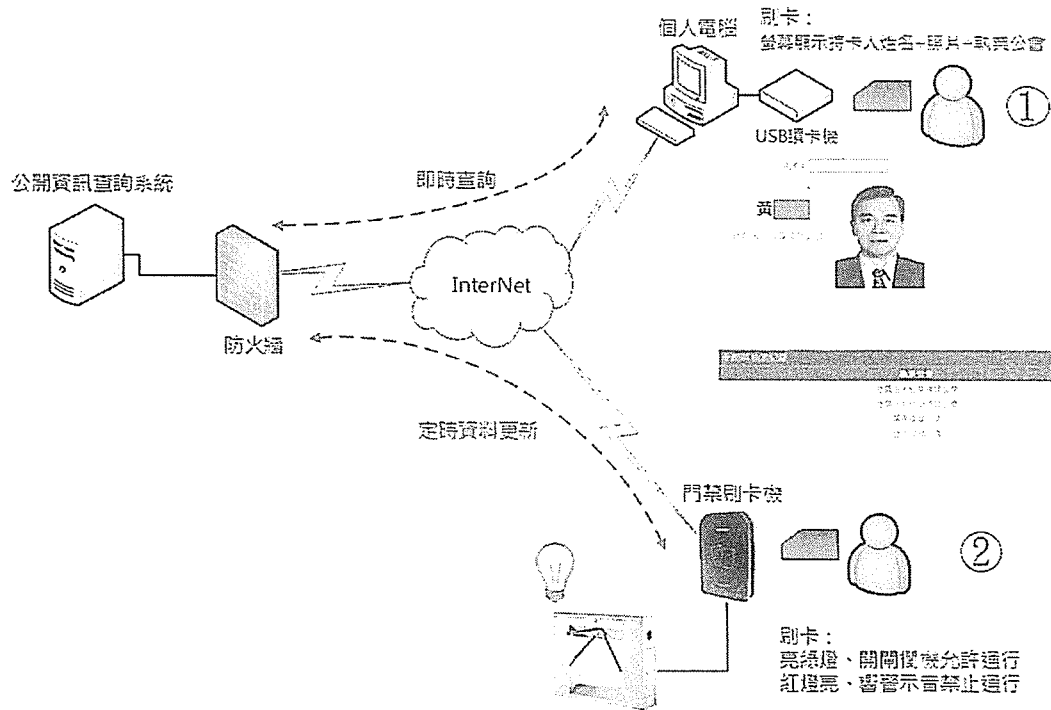 個人電腦
刷卡：
螢幕顯示持卡人姓名+照片+執業公會
①
USB讀卡機
公開資訊查詢系統
即時查詢
黃
InterNet
防火牆
定時資料更新
門禁刷卡機
②
刷卡：
亮綠燈、開閘
允許通行
紅燈亮、響警示音禁止通行